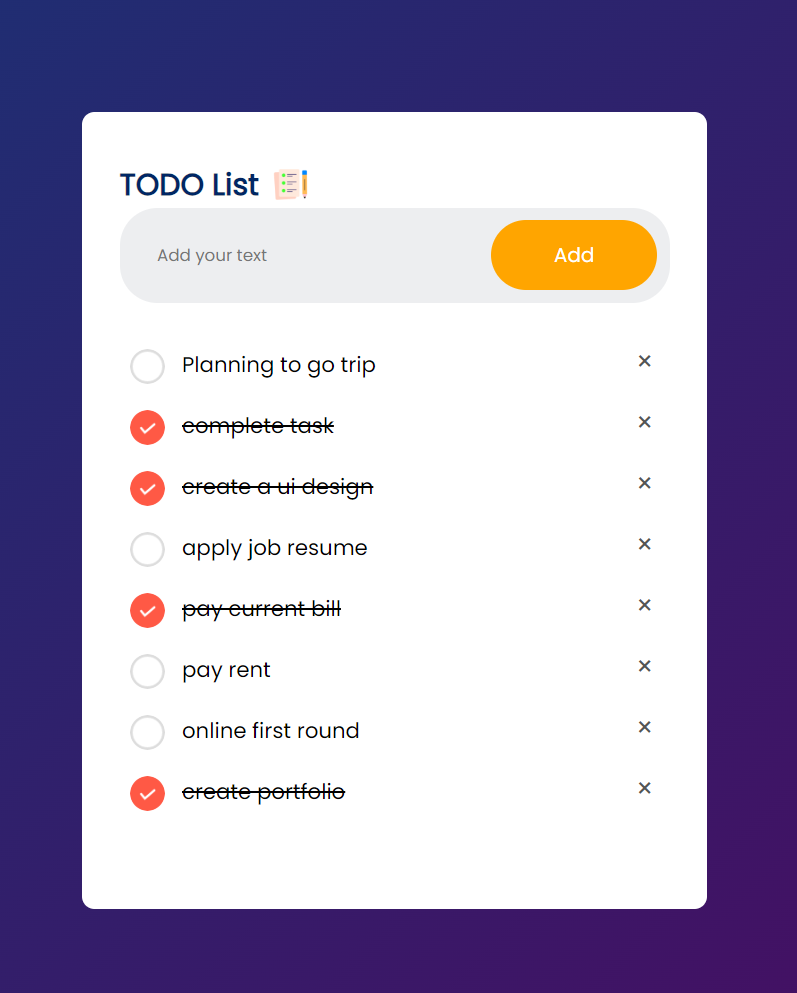 TODO List
Add your text
Add
Planning to go trip ×
complete task ×
create a ui design ×
apply job resume ×
pay current bill ×
pay rent ×
online first round ×
create portfolio ×